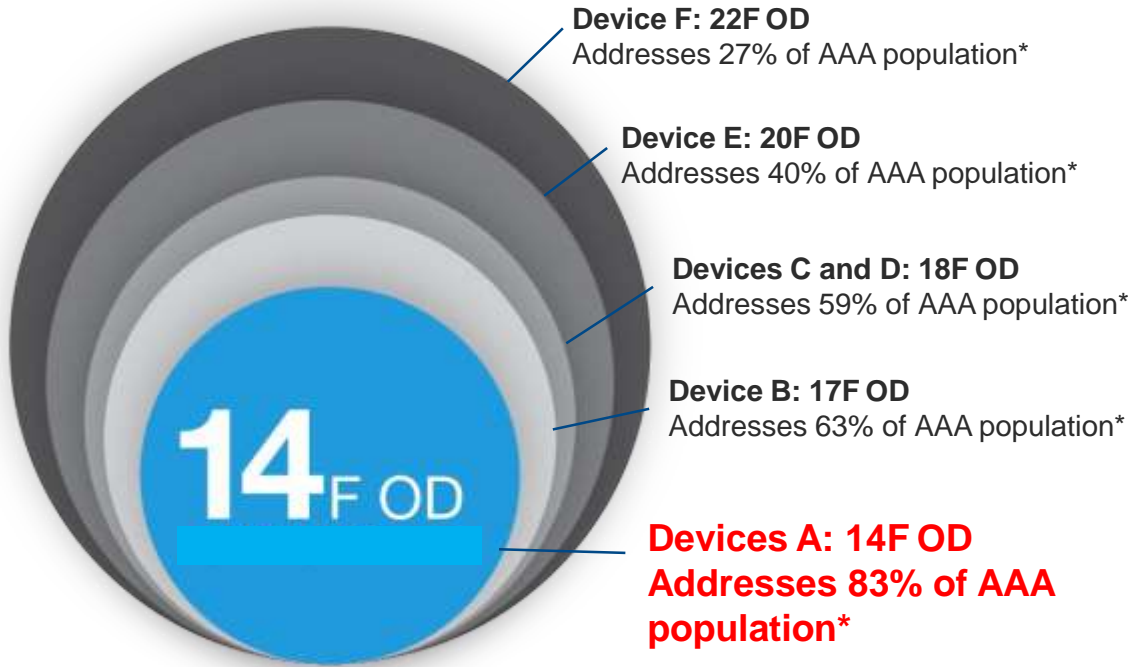 Device F: 22F OD
Addresses 27% of AAA population*
Device E: 20F OD
Addresses 40% of AAA population*
Devices C and D: 18F OD
Addresses 59% of AAA population*
Device B: 17F OD
Addresses 63% of AAA population*
14F OD
Devices A: 14F OD
Addresses 83% of AAA
population*